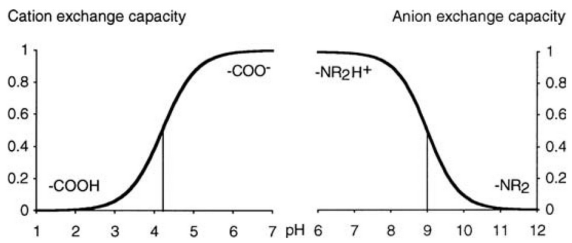 Cation exchange capacity
Anion exchange capacity
1
0.8
0.6
0.4
0.2
0
-COO-
-COOH
1 2 3 4 5 6 7 pH 6 7 8 9 10 11 12
-NR2H+
-NR2
1
0.8
0.6
0.4
0.2
0